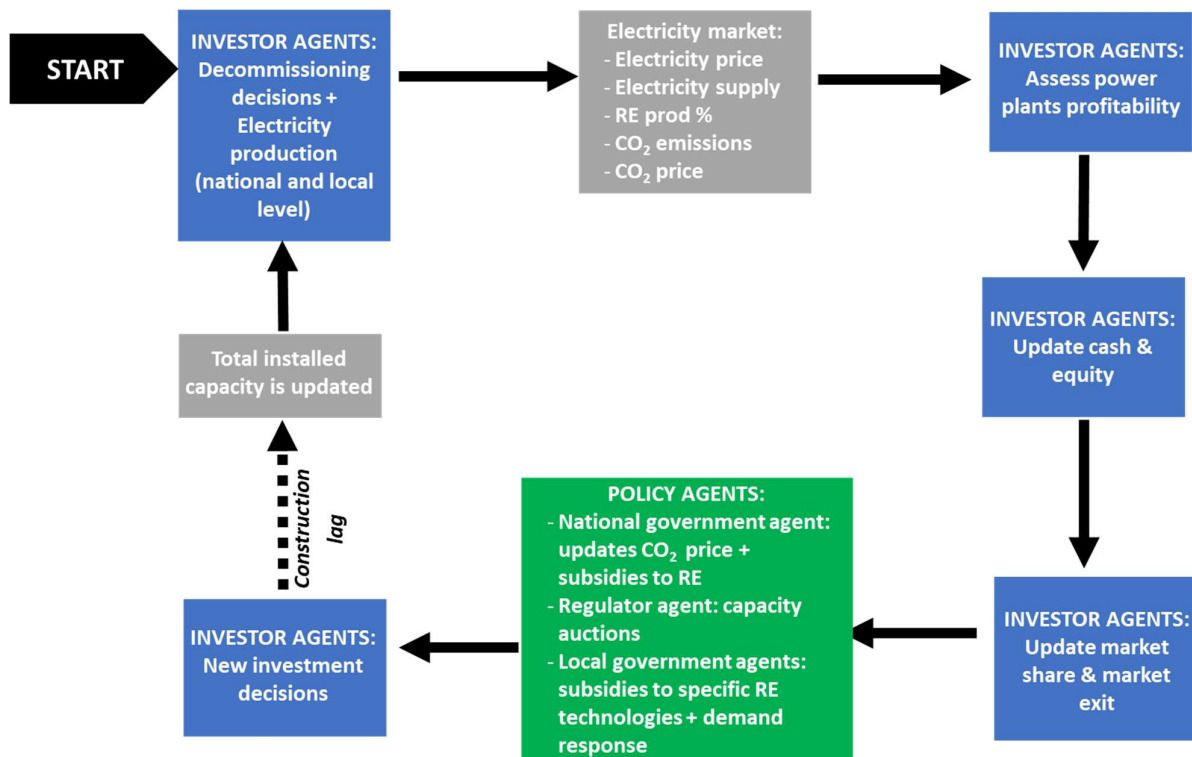 START
INVESTOR AGENTS:
Decommissioning
decisions +
Electricity
production
(national and local
level)
Electricity market:
- Electricity price
- Electricity supply
- RE prod %
- CO₂ emissions
- CO₂ price
INVESTOR AGENTS:
Assess power
plants profitability
INVESTOR AGENTS:
Update cash &
equity
INVESTOR AGENTS:
Update market
share & market
exit
POLICY AGENTS:
- National government agent:
updates CO₂ price +
subsidies to RE
- Regulator agent: capacity
auctions
- Local government agents:
subsidies to specific RE
technologies + demand
response
INVESTOR AGENTS:
New investment
decisions
Construction
lag
Total installed
capacity is updated